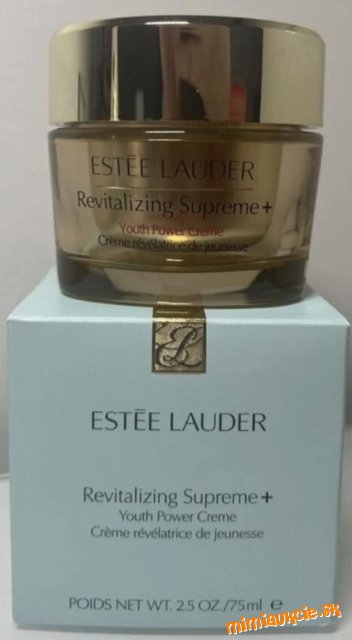 ESTĒE LAUDER
Revitalizing Supreme+
Youth Power Creme
Crème révélatrice de jeunesse
ESTĒE LAUDER
Revitalizing Supreme+
Youth Power Creme
Crème révélatrice de jeunesse
POIDS NET WT. 2.5 OZ./75ml ℮
mimiaukcie.sk